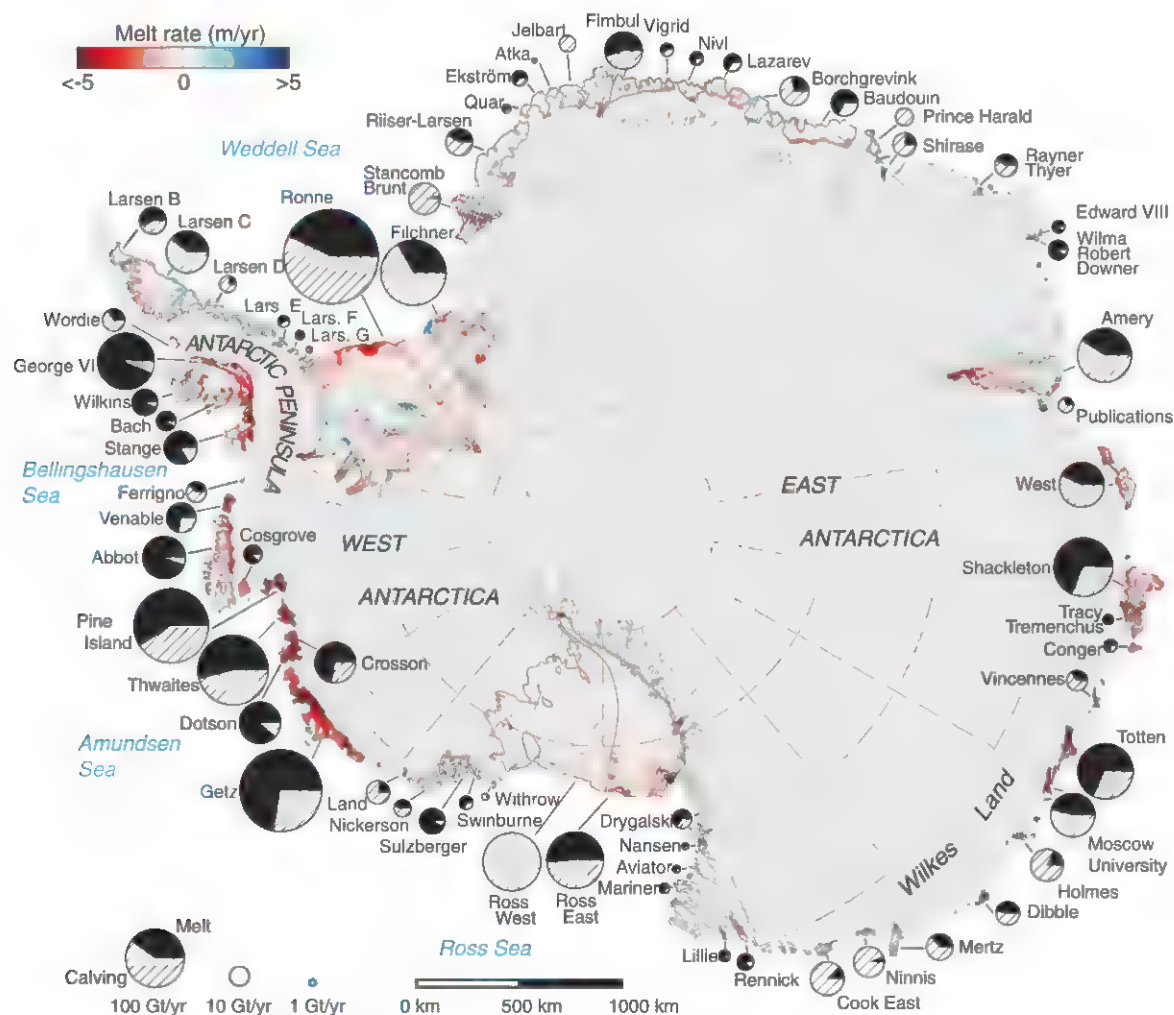 Melt rate (m/yr)
<-5
0
>5
Jelbart
Fimbul
Vigrid
Nivl
Lazarev
Atka
Ekström
Quar
Borchgrevink
Baudouin
Prince Harald
Shirase
Riiser-Larsen
Weddell Sea
Stancomb
Brunt
Rayner
Thyer
Ronne
Filchner
Larsen B
Larsen C
Larsen D
Edward VIII
Wilma
Robert
Downer
Lars. E
Lars. F
Lars. G
Wordie
George VI
Wilkins
Bach
Stange
ANTARCTIC PENINSULA
Amery
Publications
Bellingshausen
Sea
Ferrigno
Venable
Abbot
Cosgrove
WEST
ANTARCTICA
EAST
ANTARCTICA
West
Shackleton
Tracy
Tremenchus
Conger
Vincennes
Pine
Island
Thwaites
Crosson
Dotson
Amundsen
Sea
Getz
Totten
Moscow
University
Holmes
Dibble
Wilkes Land
Land
Nickerson
Sulzberger
Swinburne
Withrow
Ross
West
Ross
East
Drygalski
Nansen
Aviator
Mariner
Lillie
Rennick
Cook East
Ninnis
Mertz
Ross Sea
Melt
Calving
100 Gt/yr
10 Gt/yr
1 Gt/yr
0 km
500 km
1000 km